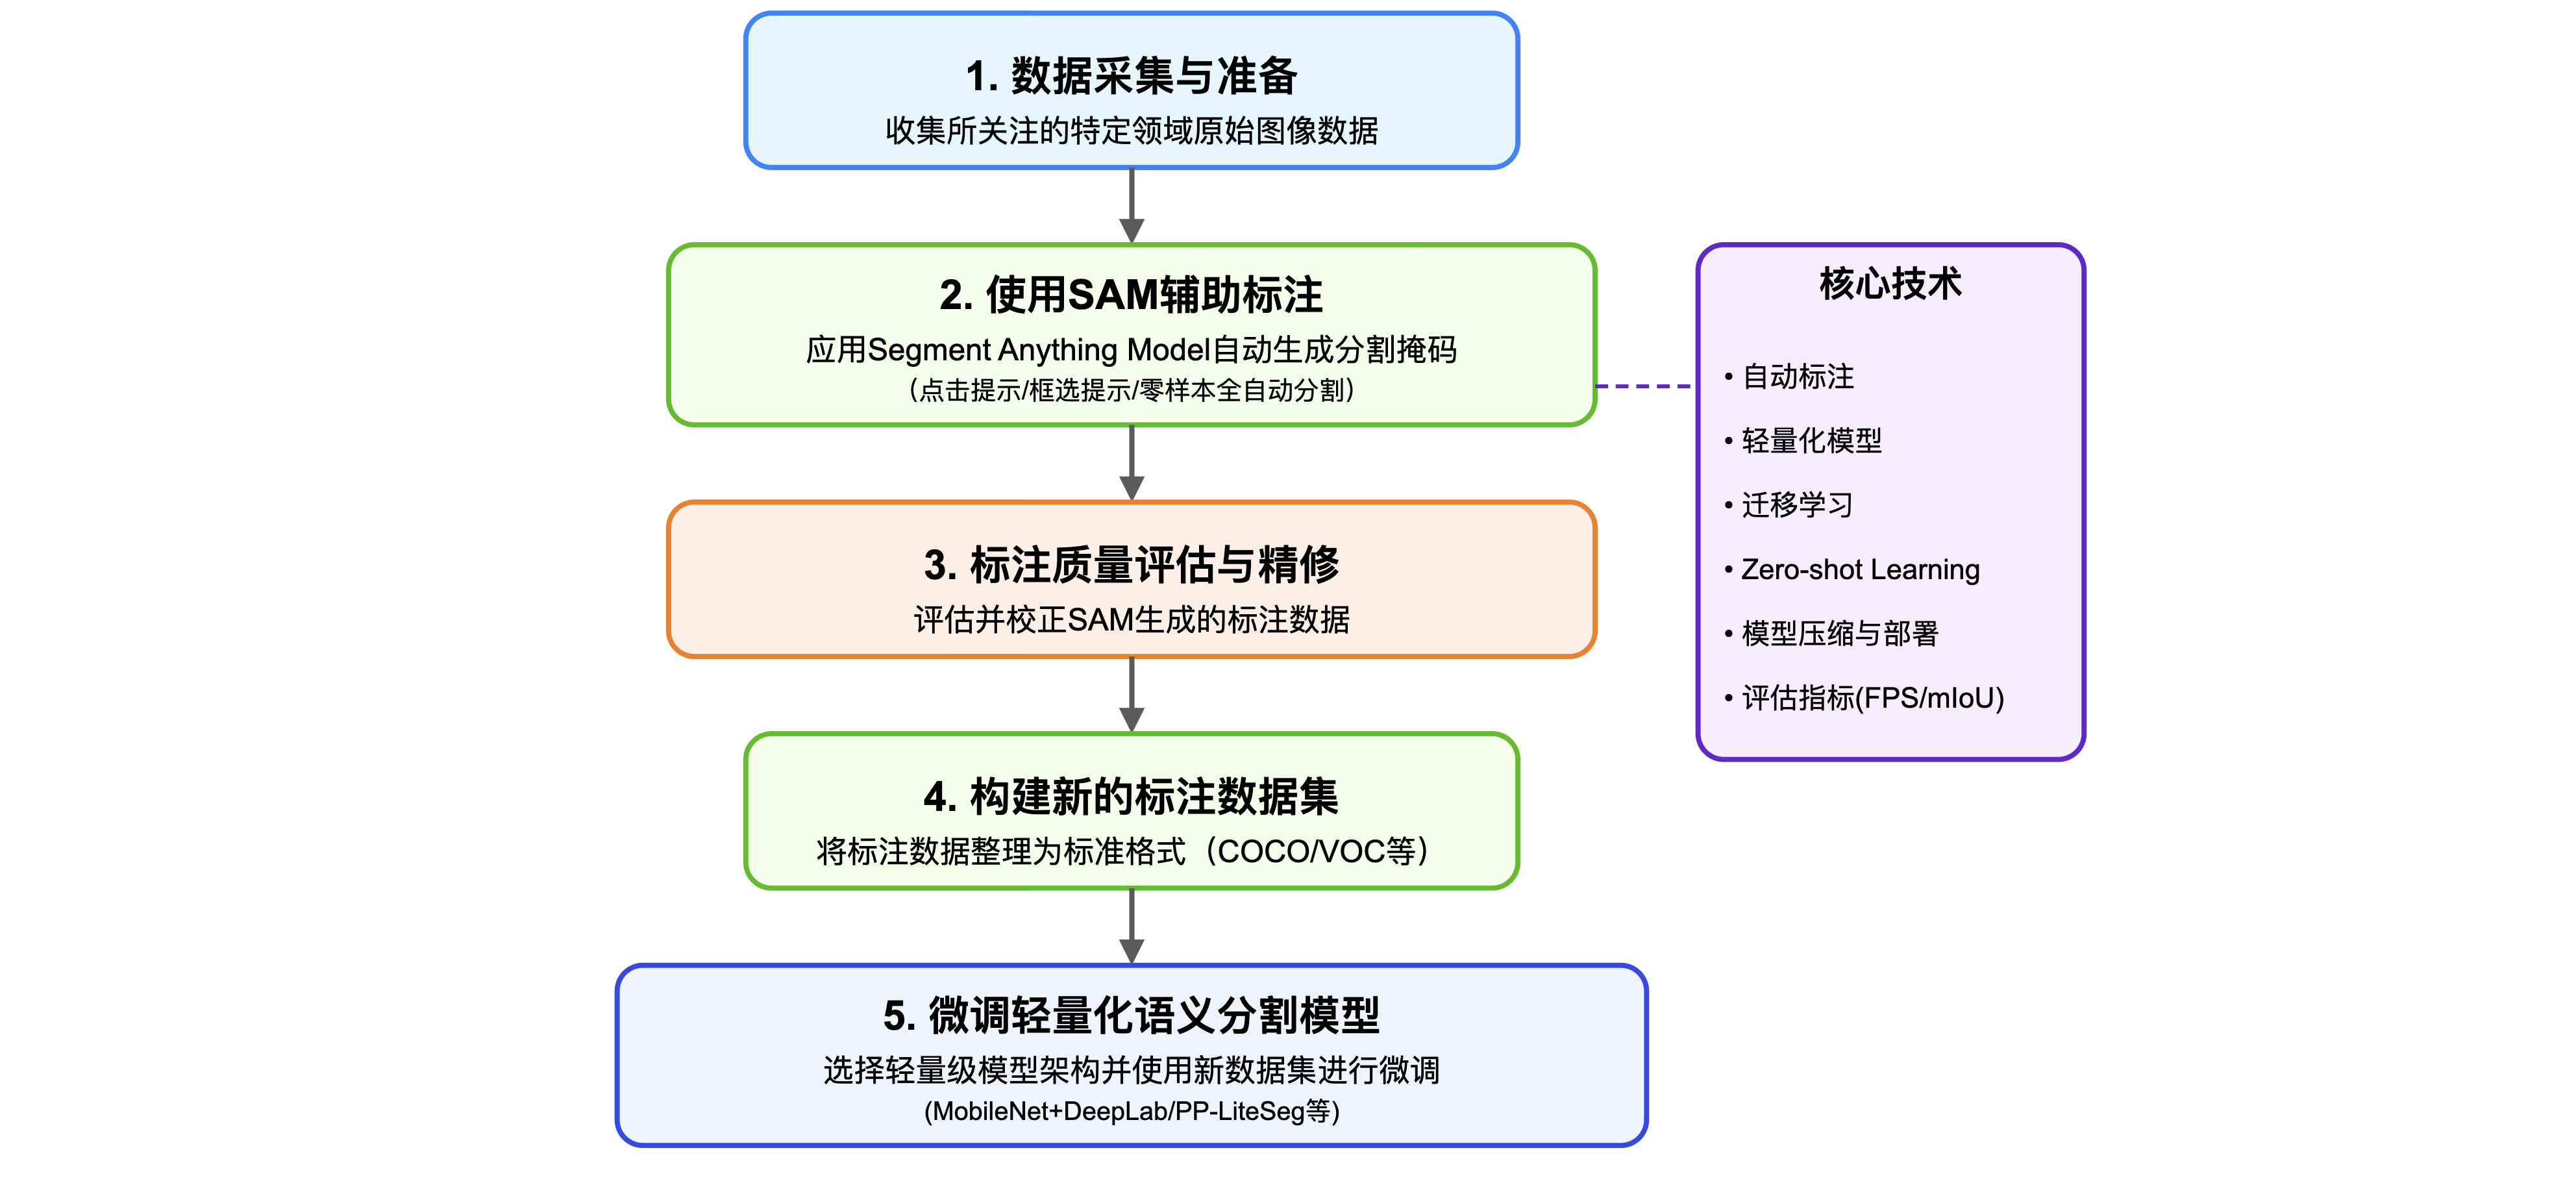 1. 数据采集与准备
收集所关注的特定领域原始图像数据
2. 使用SAM辅助标注
应用Segment Anything Model自动生成分割掩码
（点击提示/框选提示/零样本全自动分割）
3. 标注质量评估与精修
评估并校正SAM生成的标注数据
4. 构建新的标注数据集
将标注数据整理为标准格式（COCO/VOC等）
5. 微调轻量化语义分割模型
选择轻量级模型架构并使用新数据集进行微调
(MobileNet+DeepLab/PP-LiteSeg等)
核心技术
• 自动标注
• 轻量化模型
• 迁移学习
• Zero-shot Learning
• 模型压缩与部署
• 评估指标(FPS/mIoU)